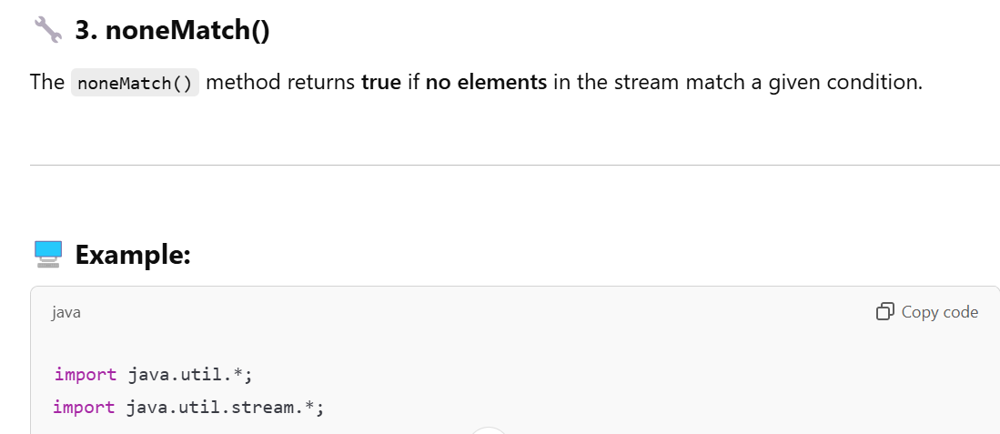 3. noneMatch()
The noneMatch() method returns true if no elements in the stream match a given condition.
Example:
java
Copy code
import java.util.*;
import java.util.stream.*;